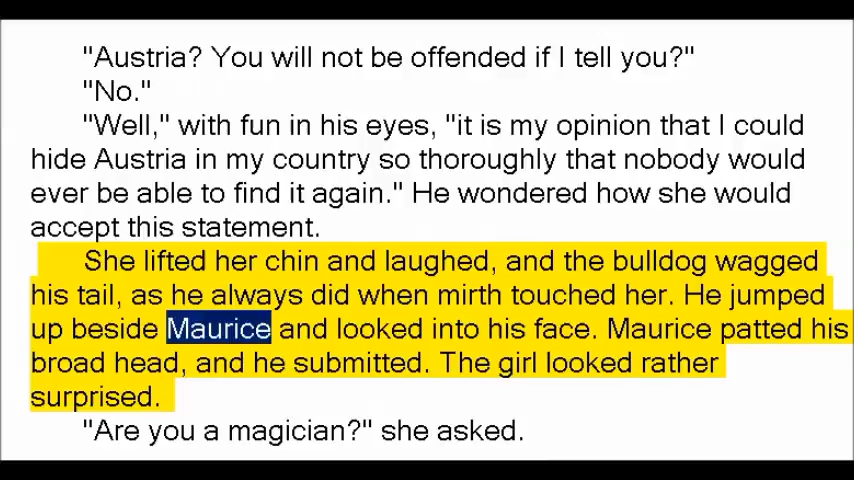 "Austria? You will not be offended if I tell you?"
"No."
"Well," with fun in his eyes, "it is my opinion that I could
hide Austria in my country so thoroughly that nobody would
ever be able to find it again." He wondered how she would
accept this statement.
She lifted her chin and laughed, and the bulldog wagged
his tail, as he always did when mirth touched her. He jumped
up beside Maurice and looked into his face. Maurice patted his
broad head, and he submitted. The girl looked rather
surprised.
"Are you a magician?" she asked.